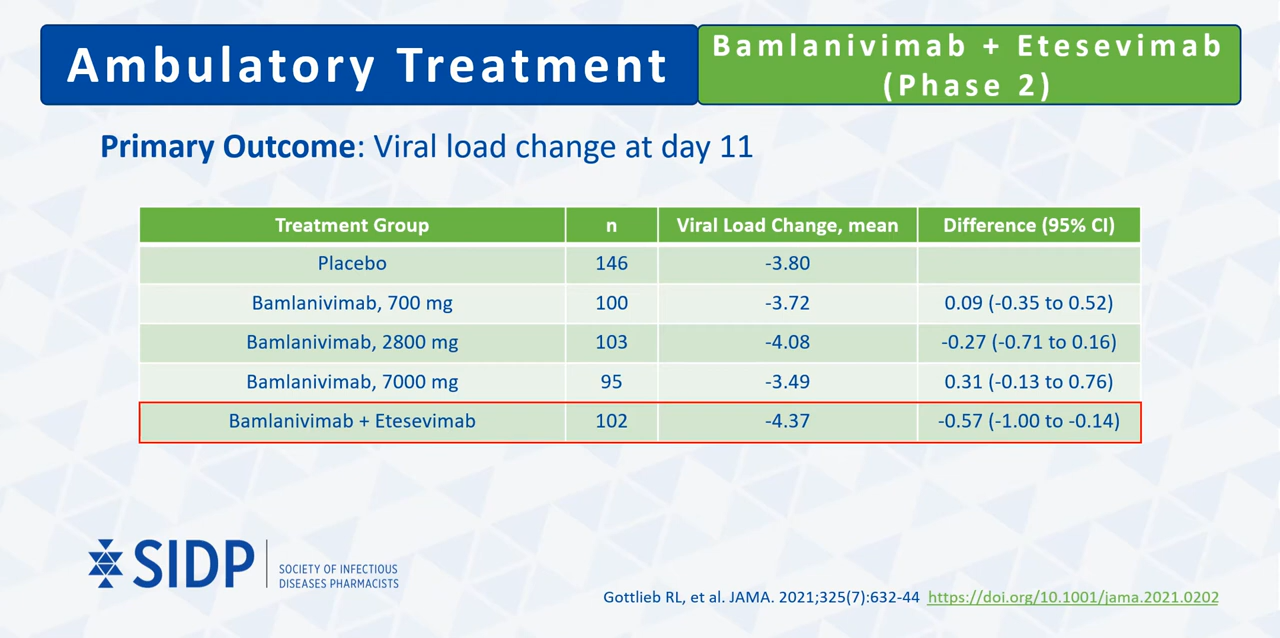 Ambulatory Treatment
Bamlanivimab + Etesevimab
(Phase 2)
Primary Outcome: Viral load change at day 11
Treatment Group n Viral Load Change, mean Difference (95% CI)
Placebo 146 -3.80
Bamlanivimab, 700 mg 100 -3.72 0.09 (-0.35 to 0.52)
Bamlanivimab, 2800 mg 103 -4.08 -0.27 (-0.71 to 0.16)
Bamlanivimab, 7000 mg 95 -3.49 0.31 (-0.13 to 0.76)
Bamlanivimab + Etesevimab 102 -4.37 -0.57 (-1.00 to -0.14)
SIDP
SOCIETY OF INFECTIOUS
DISEASES PHARMACISTS
Gottlieb RL, et al. JAMA. 2021;325(7):632-44 https://doi.org/10.1001/jama.2021.0202